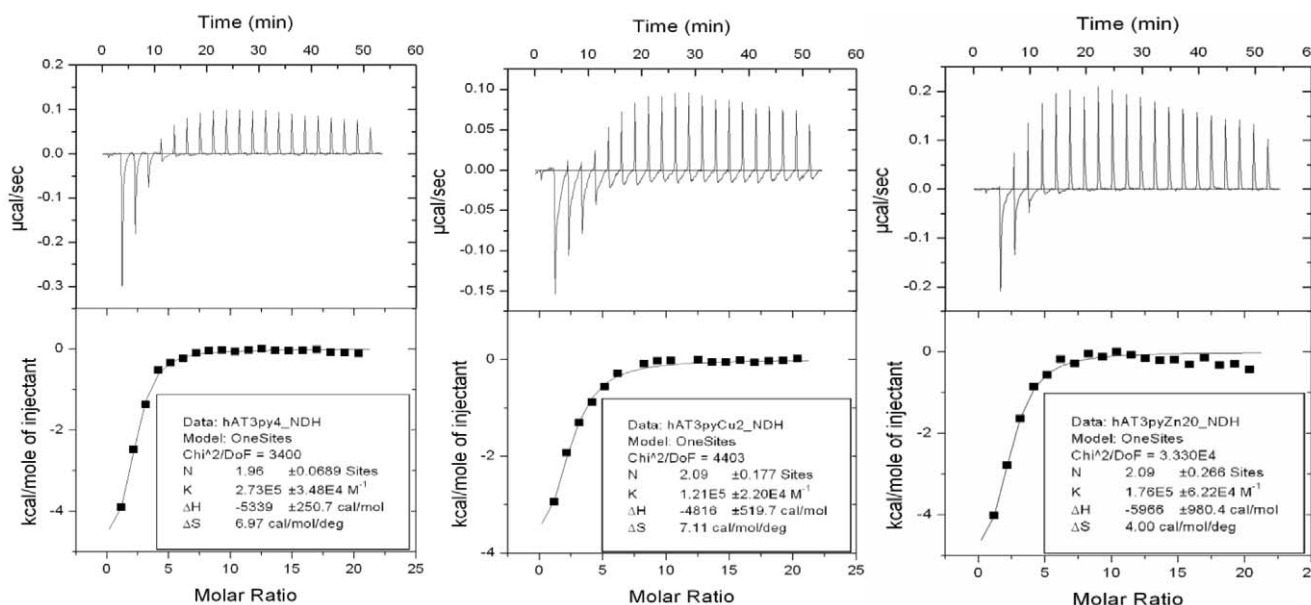 Time (min)
0 10 20 30 40 50 60
0.2
0.1
0.0
-0.1
-0.2
-0.3
µcal/sec
0
-2
-4
kcal/mole of injectant
Data: hAT3py4_NDH
Model: OneSites
Chi^2/DoF = 3400
N 1.96 ±0.0689 Sites
K 2.73E5 ±3.48E4 M⁻¹
ΔH -5339 ±250.7 cal/mol
ΔS 6.97 cal/mol/deg
0 5 10 15 20 25
Molar Ratio
Time (min)
0 10 20 30 40 50 60
0.10
0.05
0.00
-0.05
-0.10
-0.15
µcal/sec
0
-2
-4
kcal/mole of injectant
Data: hAT3pyCu2_NDH
Model: OneSites
Chi^2/DoF = 4403
N 2.09 ±0.177 Sites
K 1.21E5 ±2.20E4 M⁻¹
ΔH -4816 ±519.7 cal/mol
ΔS 7.11 cal/mol/deg
0 5 10 15 20 25
Molar Ratio
Time (min)
0 10 20 30 40 50 60
0.2
0.1
0.0
-0.1
-0.2
µcal/sec
0
-2
-4
kcal/mole of injectant
Data: hAT3pyZn20_NDH
Model: OneSites
Chi^2/DoF = 3.330E4
N 2.09 ±0.266 Sites
K 1.76E5 ±6.22E4 M⁻¹
ΔH -5966 ±980.4 cal/mol
ΔS 4.00 cal/mol/deg
0 5 10 15 20 25
Molar Ratio